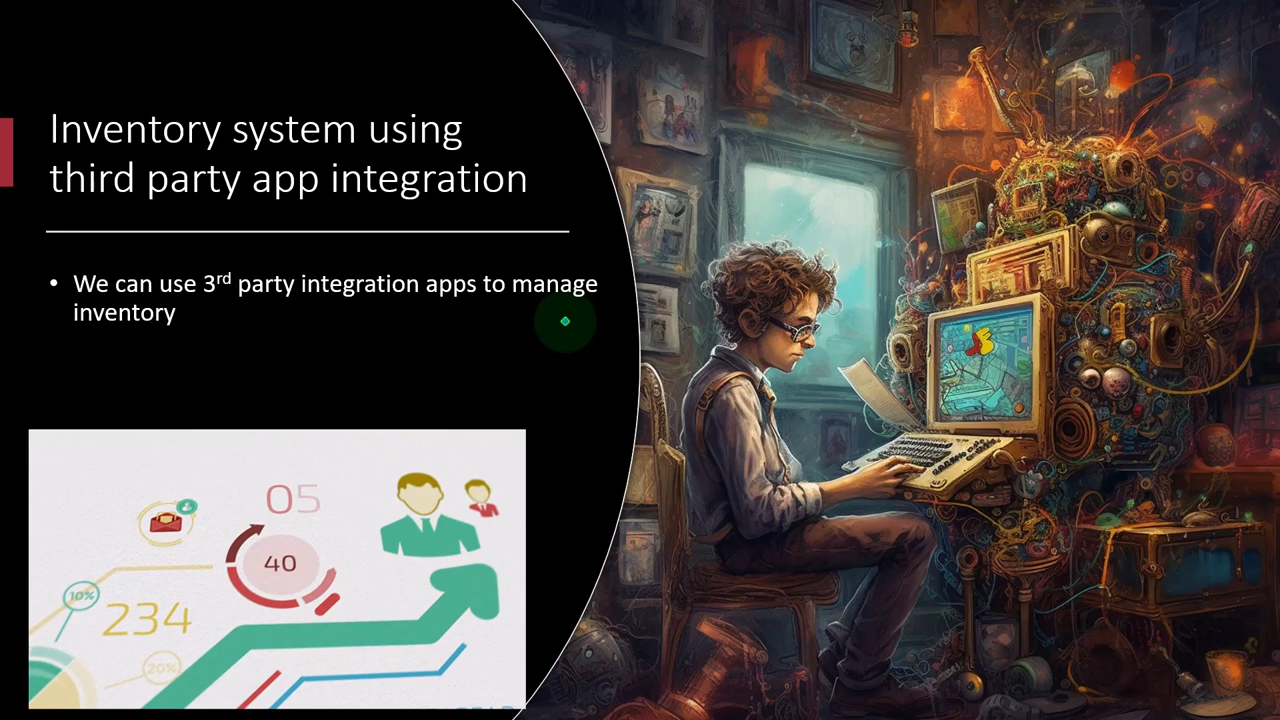 Inventory system using
third party app integration
• We can use 3rd party integration apps to manage
inventory
05
40
10%
234
20%